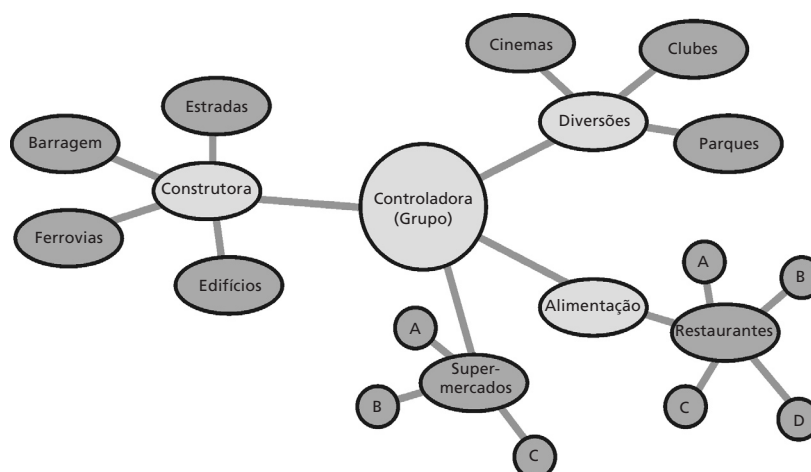 Cinemas
Clubes
Diversões
Parques
Estradas
Barragem
Construtora
Ferrovias
Edifícios
Controladora
(Grupo)
Alimentação
A
B
Restaurantes
C
D
A
Super-
mercados
B
C